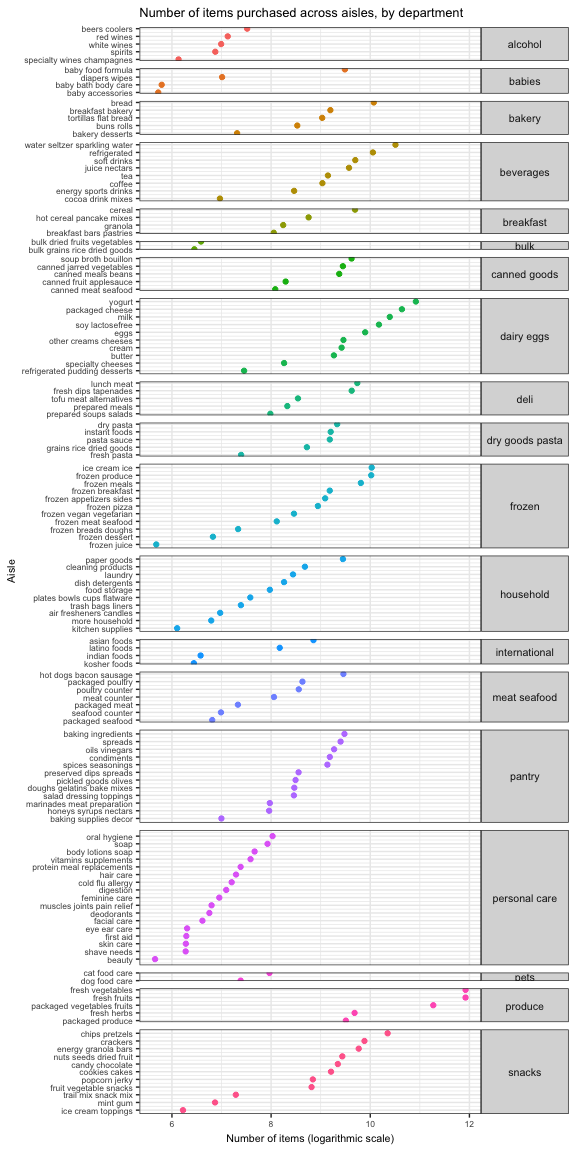 Number of items purchased across aisles, by department
beers coolers
red wines
white wines
spirits
specialty wines champagnes
alcohol
baby food formula
diapers wipes
baby bath body care
baby accessories
babies
bread
breakfast bakery
tortillas flat bread
buns rolls
bakery desserts
bakery
water seltzer sparkling water
refrigerated
soft drinks
juice nectars
tea
coffee
energy sports drinks
cocoa drink mixes
beverages
cereal
hot cereal pancake mixes
granola
breakfast bars pastries
breakfast
bulk dried fruits vegetables
bulk grains rice dried goods
bulk
soup broth bouillon
canned jarred vegetables
canned meals beans
canned fruit applesauce
canned meat seafood
canned goods
yogurt
packaged cheese
milk
soy lactosefree
eggs
other creams cheeses
cream
butter
specialty cheeses
refrigerated pudding desserts
dairy eggs
lunch meat
fresh dips tapenades
tofu meat alternatives
prepared meals
prepared soups salads
deli
dry pasta
instant foods
pasta sauce
grains rice dried goods
fresh pasta
dry goods pasta
ice cream ice
frozen produce
frozen meals
frozen breakfast
frozen appetizers sides
frozen pizza
frozen vegan vegetarian
frozen meat seafood
frozen breads doughs
frozen dessert
frozen juice
frozen
Aisle
paper goods
cleaning products
laundry
dish detergents
food storage
plates bowls cups flatware
trash bags liners
air fresheners candles
more household
kitchen supplies
household
asian foods
latino foods
indian foods
kosher foods
international
hot dogs bacon sausage
packaged poultry
poultry counter
meat counter
packaged meat
seafood counter
packaged seafood
meat seafood
baking ingredients
spreads
oils vinegars
condiments
spices seasonings
preserved dips spreads
pickled goods olives
doughs gelatins bake mixes
salad dressing toppings
marinades meat preparation
honeys syrups nectars
baking supplies decor
pantry
oral hygiene
soap
body lotions soap
vitamins supplements
protein meal replacements
hair care
cold flu allergy
digestion
feminine care
muscles joints pain relief
deodorants
facial care
eye ear care
first aid
skin care
shave needs
beauty
personal care
cat food care
dog food care
pets
fresh vegetables
fresh fruits
packaged vegetables fruits
fresh herbs
packaged produce
produce
chips pretzels
crackers
energy granola bars
nuts seeds dried fruit
candy chocolate
cookies cakes
popcorn jerky
fruit vegetable snacks
trail mix snack mix
mint gum
ice cream toppings
snacks
6 8 10 12
Number of items (logarithmic scale)